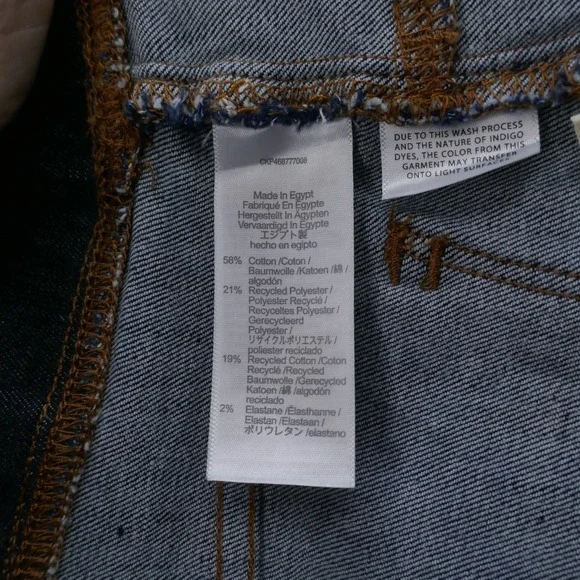 CKP468777008
Made In Egypt
Fabriqué En Égypte
Hergestellt In Ägypten
Vervaardigd In Egypte
エジプト製
hecho en egipto
58% Cotton /Coton /
Baumwolle /Katoen /綿 /
algodón
21% Recycled Polyester /
Polyester Recyclé /
Recyceltes Polyester /
Gerecycleerd
Polyester /
リサイクルポリエステル /
poliester reciclado
19% Recycled Cotton /Coton
Recyclé /Recycled
Baumwolle /Gerecycled
Katoen /綿 /algodón
reciclado
2% Elastane /Élasthanne /
Elastan /Elastaan /
ポリウレタン /elastano
DUE TO THIS WASH PROCESS
AND THE NATURE OF INDIGO
DYES, THE COLOR FROM THIS
GARMENT MAY TRANSFER
ONTO LIGHT SURFACES